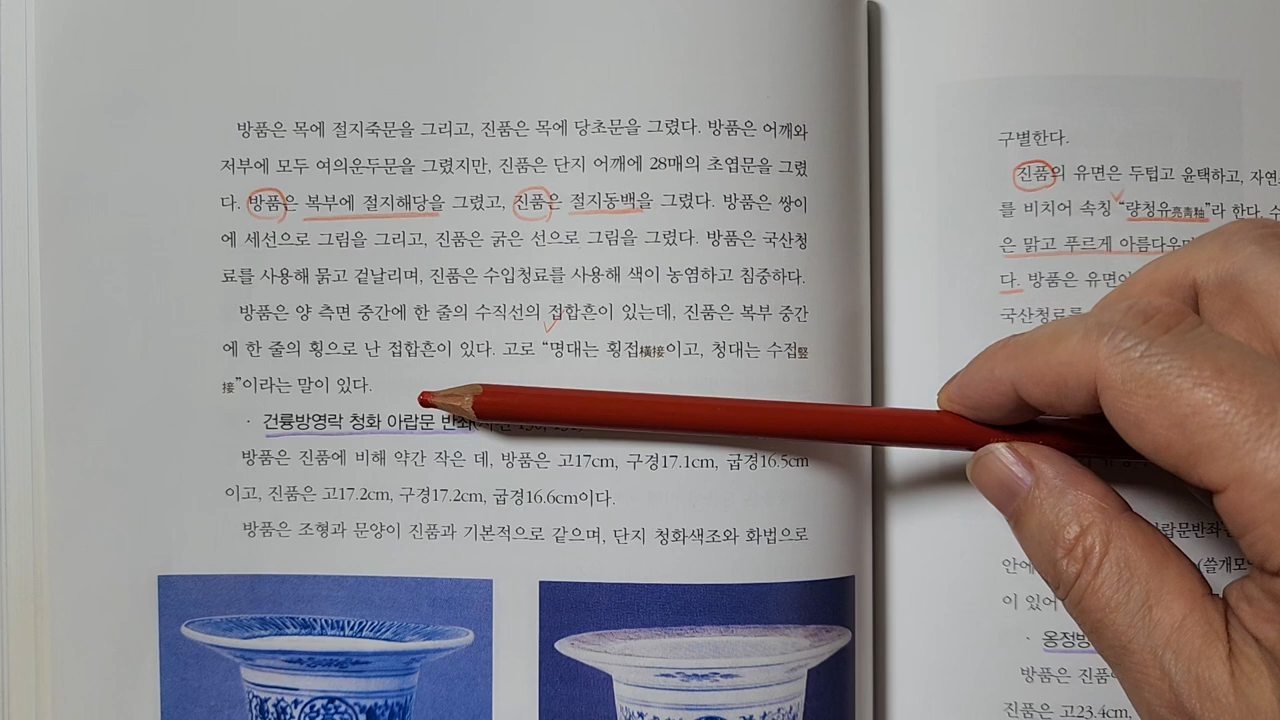 방품은 목에 절지죽문을 그리고, 진품은 목에 당초문을 그렸다. 방품은 어깨와
저부에 모두 여의운두문을 그렸지만, 진품은 단지 어깨에 28매의 초엽문을 그렸
다. 방품은 복부에 절지해당을 그렸고, 진품은 절지동백을 그렸다. 방품은 쌍이
에 세선으로 그림을 그리고, 진품은 굵은 선으로 그림을 그렸다. 방품은 국산청
료를 사용해 묽고 겉날리며, 진품은 수입청료를 사용해 색이 농염하고 침중하다.
방품은 양 측면 중간에 한 줄의 수직선의 접합흔이 있는데, 진품은 복부 중간
에 한 줄의 횡으로 난 접합흔이 있다. 고로 “명대는 횡접橫接이고, 청대는 수접竪
接”이라는 말이 있다.
· 건륭방영락 청화 아랍문 반좌
방품은 진품에 비해 약간 작은 데, 방품은 고17cm, 구경17.1cm, 굽경16.5cm
이고, 진품은 고17.2cm, 구경17.2cm, 굽경16.6cm이다.
방품은 조형과 문양이 진품과 기본적으로 같으며, 단지 청화색조와 화법으로
구별한다.
진품의 유면은 두텁고 윤택하고, 자연
를 비치어 속칭 “량청유亮靑釉”라 한다.
은 맑고 푸르게
다. 방품은
국산청료를
안에
이 있어
진품은 고23.4cm,